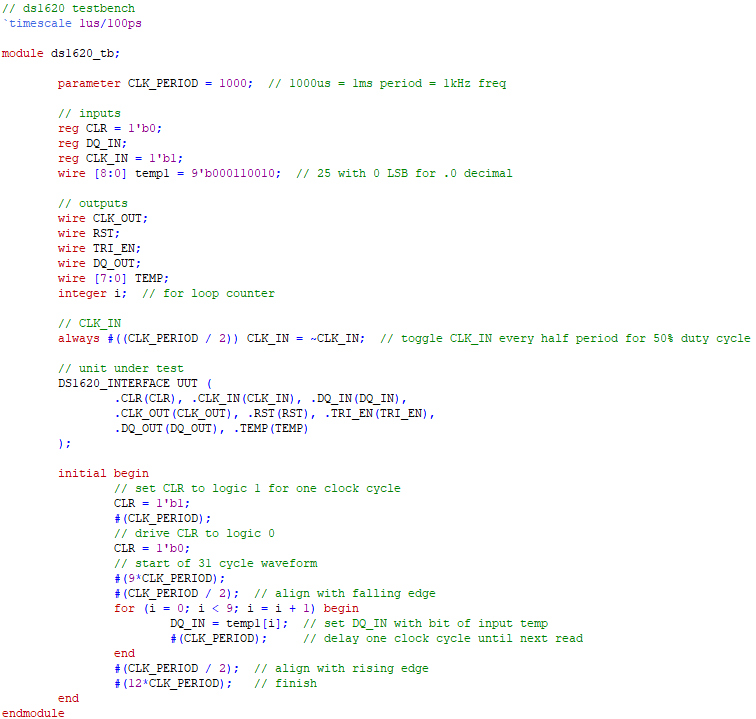 // ds1620 testbench
`timescale 1us/100ps
module ds1620_tb;
parameter CLK_PERIOD = 1000;  // 1000us = 1ms period = 1kHz freq
// inputs
reg CLR = 1'b0;
reg DQ_IN;
reg CLK_IN = 1'b1;
wire [8:0] temp1 = 9'b000110010;  // 25 with 0 LSB for .0 decimal
// outputs
wire CLK_OUT;
wire RST;
wire TRI_EN;
wire DQ_OUT;
wire [7:0] TEMP;
integer i;  // for loop counter
// CLK_IN
always #((CLK_PERIOD / 2)) CLK_IN = ~CLK_IN;  // toggle CLK_IN every half period for 50% duty cycle
// unit under test
DS1620_INTERFACE UUT (
.CLR(CLR), .CLK_IN(CLK_IN), .DQ_IN(DQ_IN),
.CLK_OUT(CLK_OUT), .RST(RST), .TRI_EN(TRI_EN),
.DQ_OUT(DQ_OUT), .TEMP(TEMP)
);
initial begin
// set CLR to logic 1 for one clock cycle
CLR = 1'b1;
#(CLK_PERIOD);
// drive CLR to logic 0
CLR = 1'b0;
// start of 31 cycle waveform
#(9*CLK_PERIOD);
#(CLK_PERIOD / 2);  // align with falling edge
for (i = 0; i < 9; i = i + 1) begin
DQ_IN = temp1[i];  // set DQ_IN with bit of input temp
#(CLK_PERIOD);     // delay one clock cycle until next read
end
#(CLK_PERIOD / 2);  // align with rising edge
#(12*CLK_PERIOD);   // finish
end
endmodule